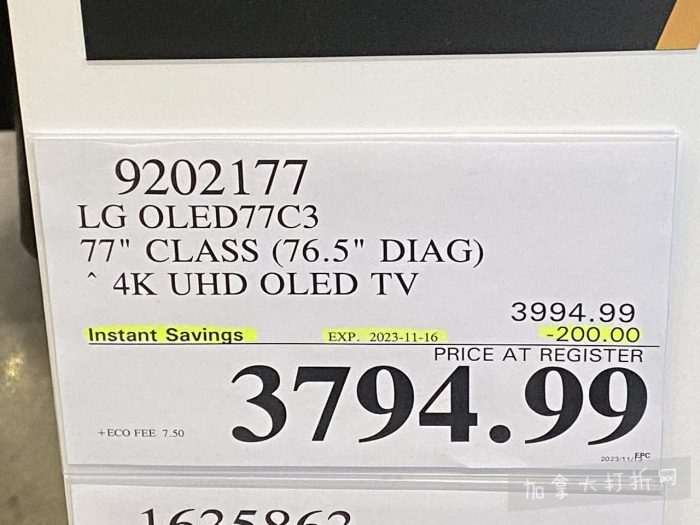 9202177
LG OLED77C3
77" CLASS (76.5" DIAG)
^ 4K UHD OLED TV
3994.99
Instant Savings EXP. 2023-11-16 -200.00
PRICE AT REGISTER
3794.99
+ECO FEE 7.50
EPC
加拿大打折网